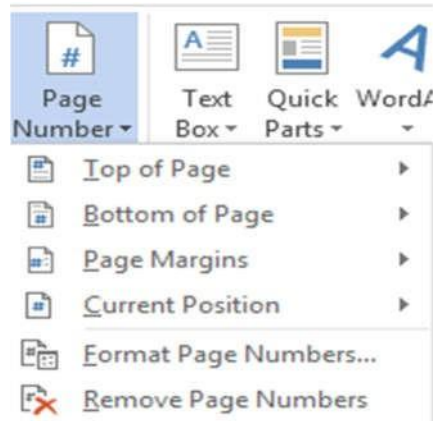 Page Number
Text Box
Quick Parts
WordA
Top of Page
Bottom of Page
Page Margins
Current Position
Format Page Numbers...
Remove Page Numbers